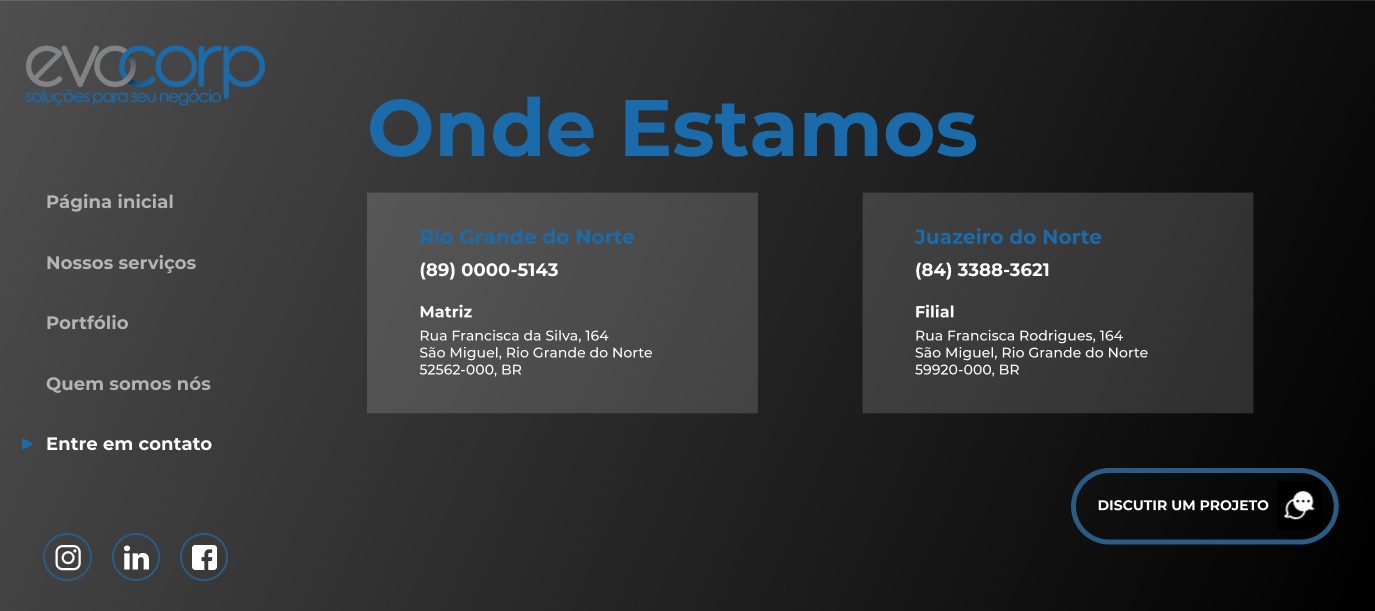 evocorp
soluções para seu negócio
Onde Estamos
Página inicial
Nossos serviços
Portfólio
Quem somos nós
Entre em contato
Rio Grande do Norte
(89) 0000-5143
Matriz
Rua Francisca da Silva, 164
São Miguel, Rio Grande do Norte
52562-000, BR
Juazeiro do Norte
(84) 3388-3621
Filial
Rua Francisca Rodrigues, 164
São Miguel, Rio Grande do Norte
59920-000, BR
DISCUTIR UM PROJETO
in
f